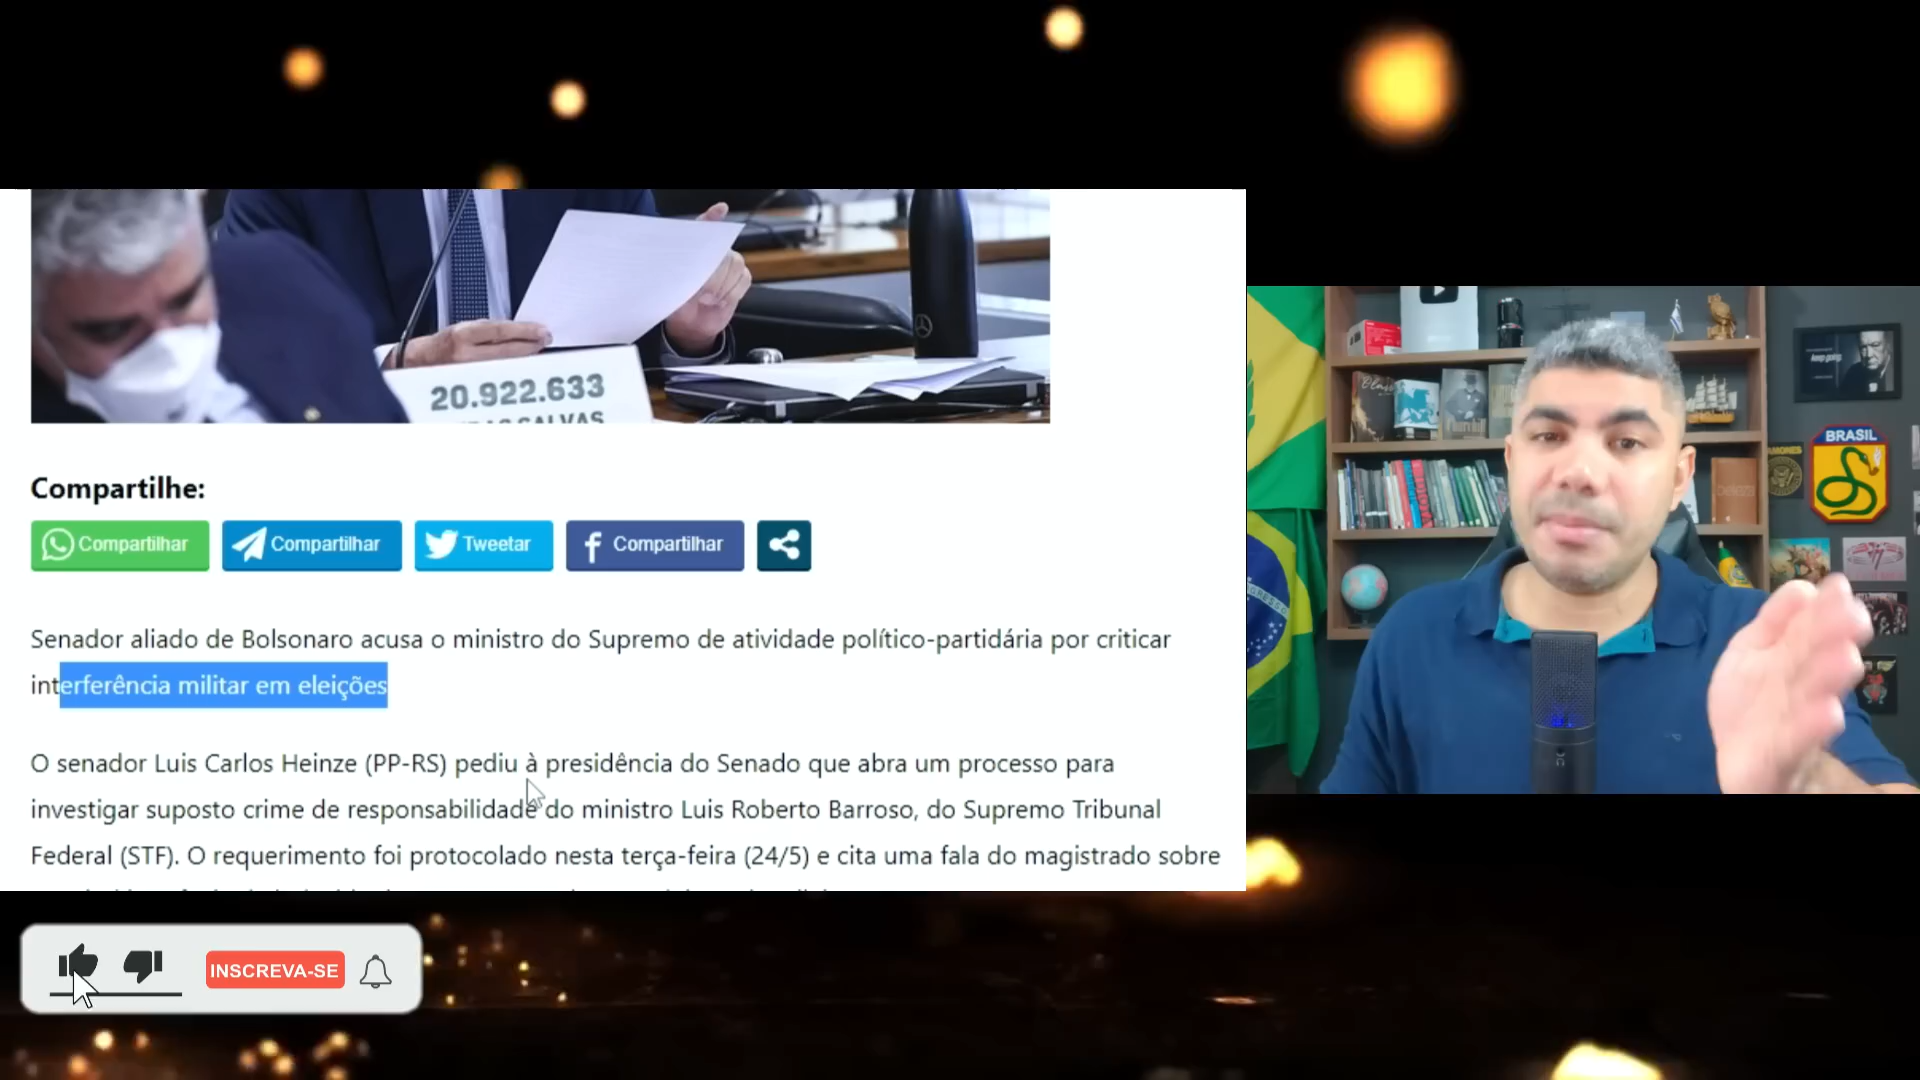 20.922.633
Compartilhe:
Compartilhar
Compartilhar
Tweetar
Compartilhar
Senador aliado de Bolsonaro acusa o ministro do Supremo de atividade político-partidária por criticar
interferência militar em eleições
O senador Luis Carlos Heinze (PP-RS) pediu à presidência do Senado que abra um processo para
investigar suposto crime de responsabilidade do ministro Luis Roberto Barroso, do Supremo Tribunal
Federal (STF). O requerimento foi protocolado nesta terça-feira (24/5) e cita uma fala do magistrado sobre
keep going
BRASIL
RAMONES
INSCREVA-SE